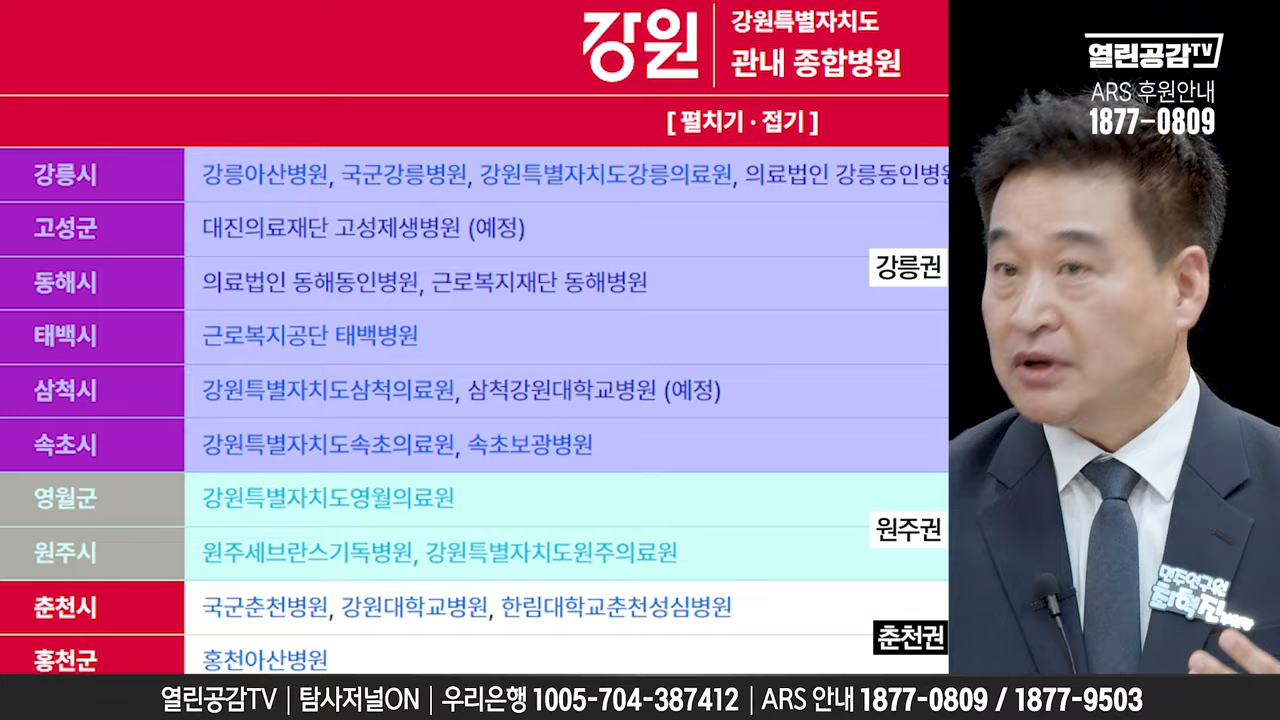 강원
강원특별자치도
관내 종합병원
[ 펼치기 · 접기 ]
강릉시
강릉아산병원, 국군강릉병원, 강원특별자치도강릉의료원, 의료법인 강릉동인병원
고성군
대진의료재단 고성제생병원 (예정)
동해시
의료법인 동해동인병원, 근로복지재단 동해병원
강릉권
태백시
근로복지공단 태백병원
삼척시
강원특별자치도삼척의료원, 삼척강원대학교병원 (예정)
속초시
강원특별자치도속초의료원, 속초보광병원
영월군
강원특별자치도영월의료원
원주권
원주시
원주세브란스기독병원, 강원특별자치도원주의료원
춘천시
국군춘천병원, 강원대학교병원, 한림대학교춘천성심병원
춘천권
홍천군
홍천아산병원
열린공감TV
ARS 후원안내
1877-0809
민주연구원
최혁진
열린공감TV | 탐사저널ON | 우리은행 1005-704-387412 | ARS 안내 1877-0809 / 1877-9503